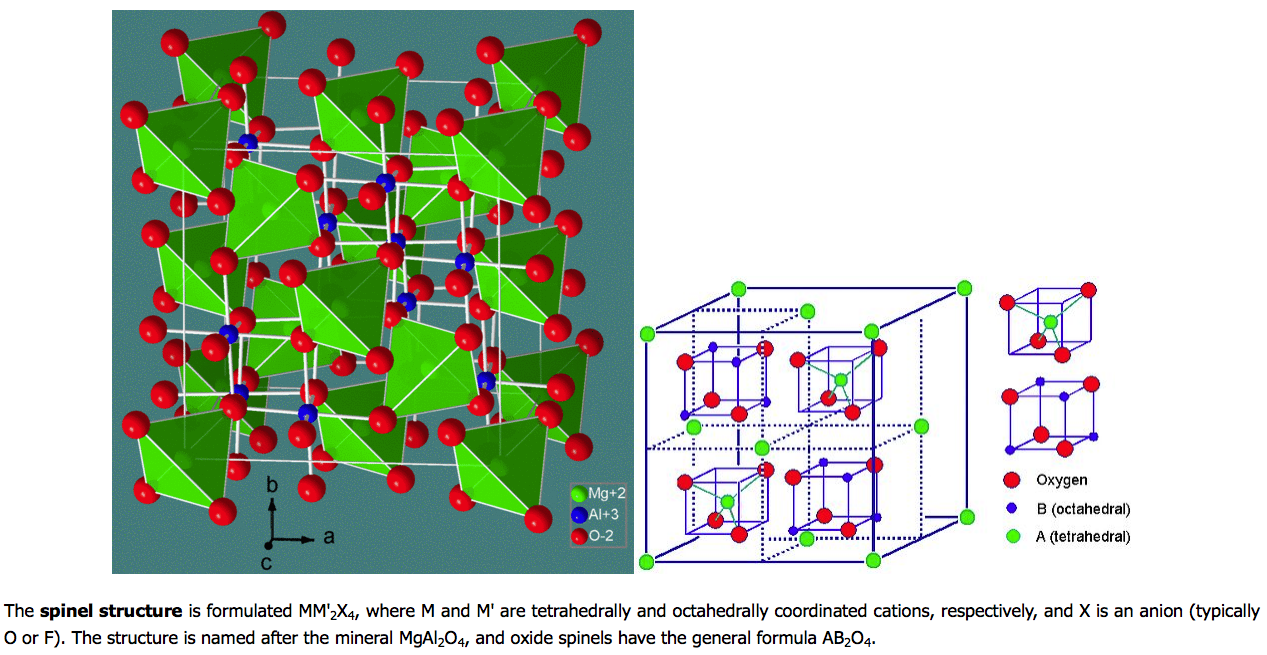 b
a
c
Mg+2
Al+3
O-2
Oxygen
B (octahedral)
A (tetrahedral)
The spinel structure is formulated MM'₂X₄, where M and M' are tetrahedrally and octahedrally coordinated cations, respectively, and X is an anion (typically
O or F). The structure is named after the mineral MgAl₂O₄, and oxide spinels have the general formula AB₂O₄.